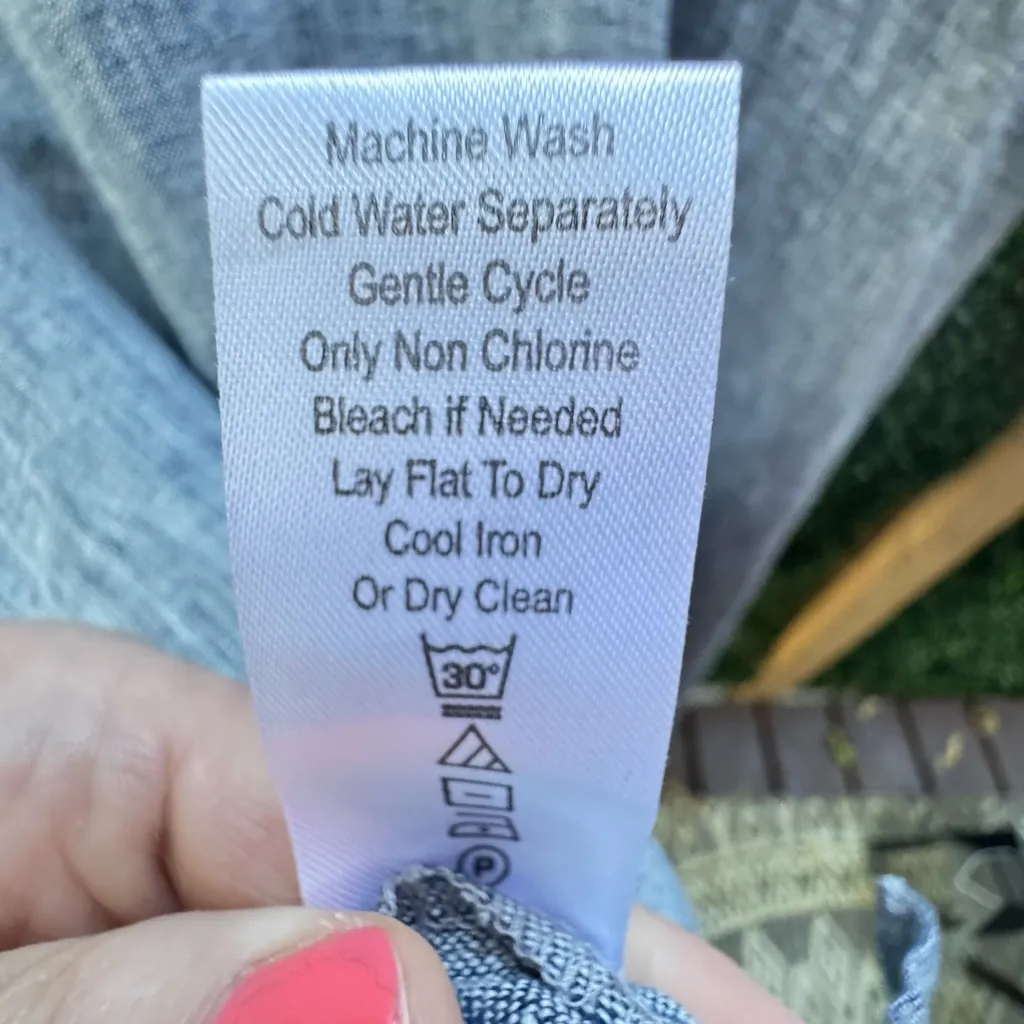 Machine Wash
Cold Water Separately
Gentle Cycle
Only Non Chlorine
Bleach if Needed
Lay Flat To Dry
Cool Iron
Or Dry Clean
30°
P